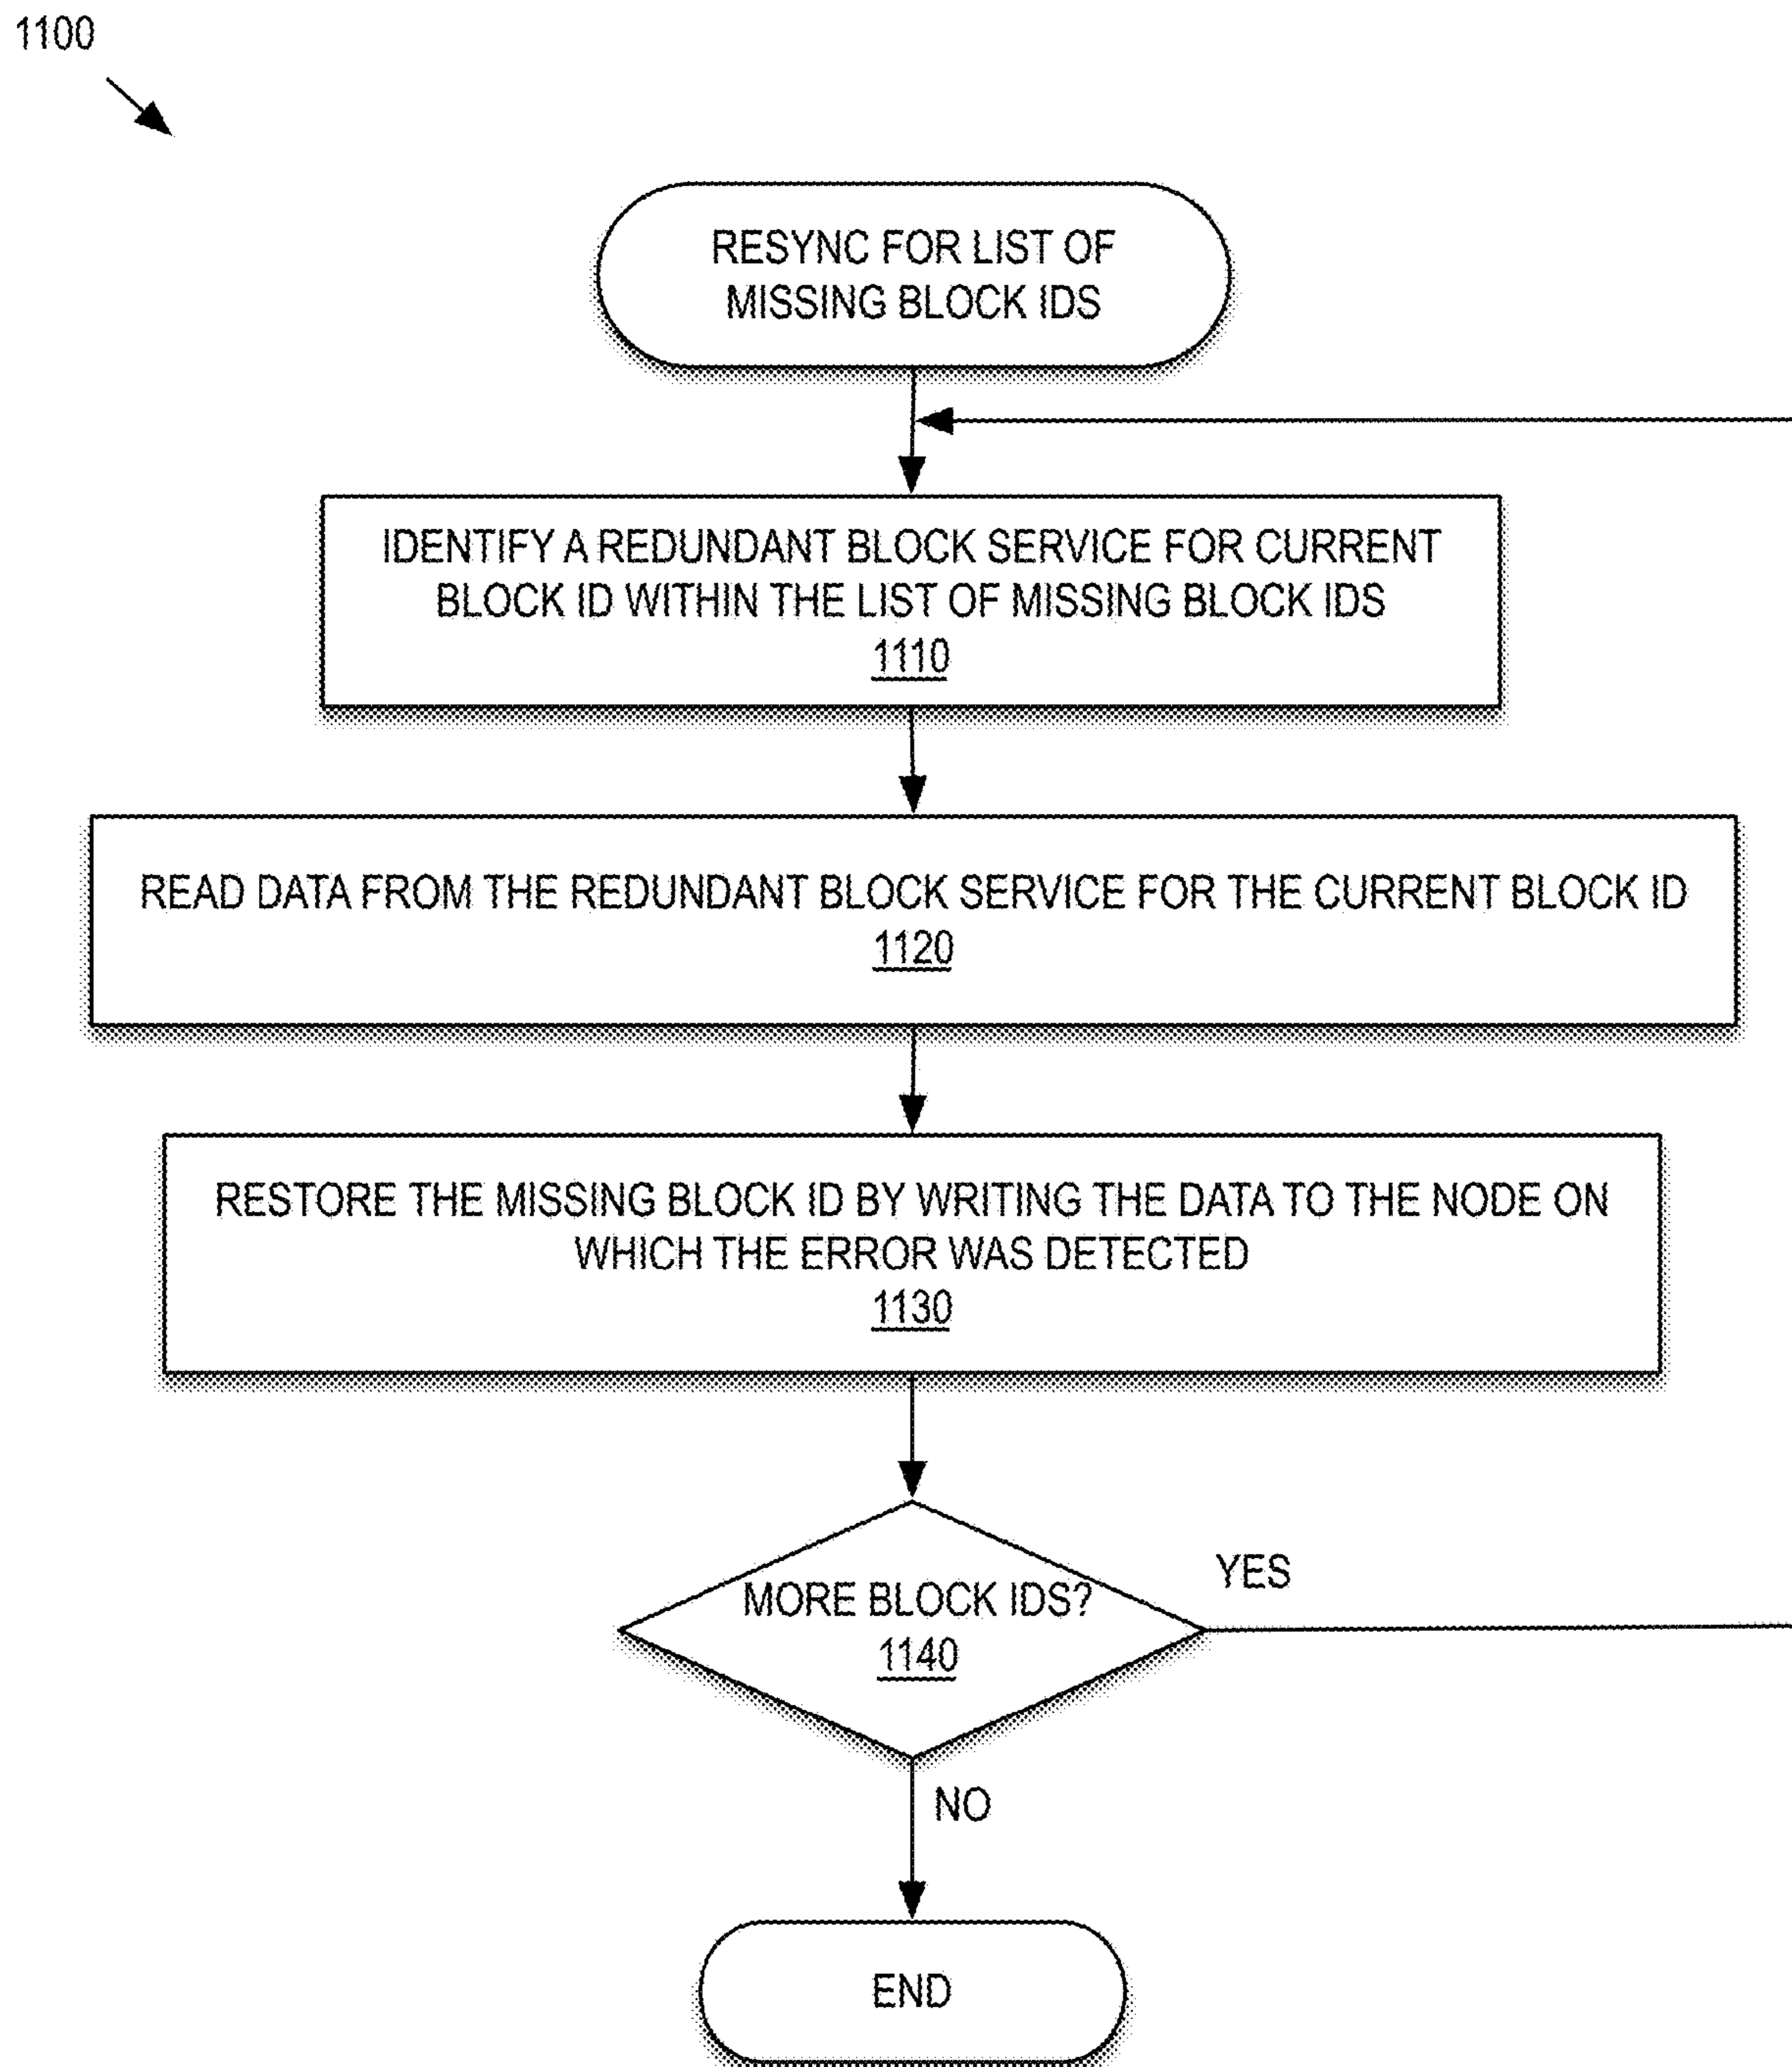 1100
RESYNC FOR LIST OF
MISSING BLOCK IDS
IDENTIFY A REDUNDANT BLOCK SERVICE FOR CURRENT
BLOCK ID WITHIN THE LIST OF MISSING BLOCK IDS
1110
READ DATA FROM THE REDUNDANT BLOCK SERVICE FOR THE CURRENT BLOCK ID
1120
RESTORE THE MISSING BLOCK ID BY WRITING THE DATA TO THE NODE ON
WHICH THE ERROR WAS DETECTED
1130
YES
MORE BLOCK IDS?
1140
NO
END